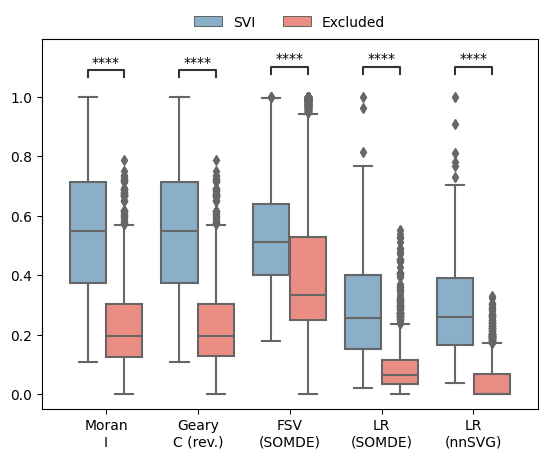 SVI Excluded
**** **** **** **** ****
1.0
0.8
0.6
0.4
0.2
0.0
Moran Geary FSV LR LR
I C (rev.) (SOMDE) (SOMDE) (nnSVG)